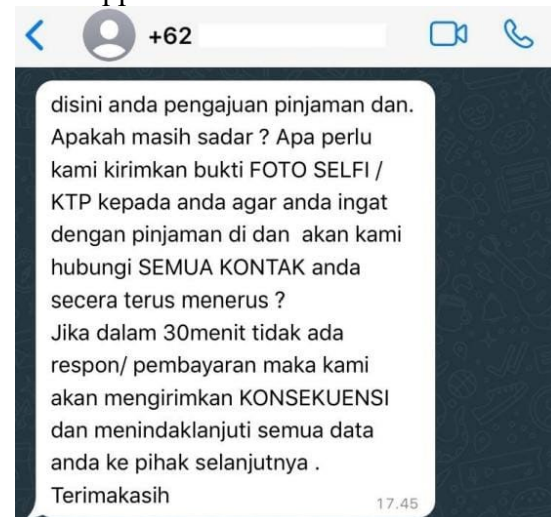 +62
disini anda pengajuan pinjaman dan.
Apakah masih sadar ? Apa perlu
kami kirimkan bukti FOTO SELFI /
KTP kepada anda agar anda ingat
dengan pinjaman di dan akan kami
hubungi SEMUA KONTAK anda
secera terus menerus ?
Jika dalam 30menit tidak ada
respon/ pembayaran maka kami
akan mengirimkan KONSEKUENSI
dan menindaklanjuti semua data
anda ke pihak selanjutnya .
Terimakasih
17.45